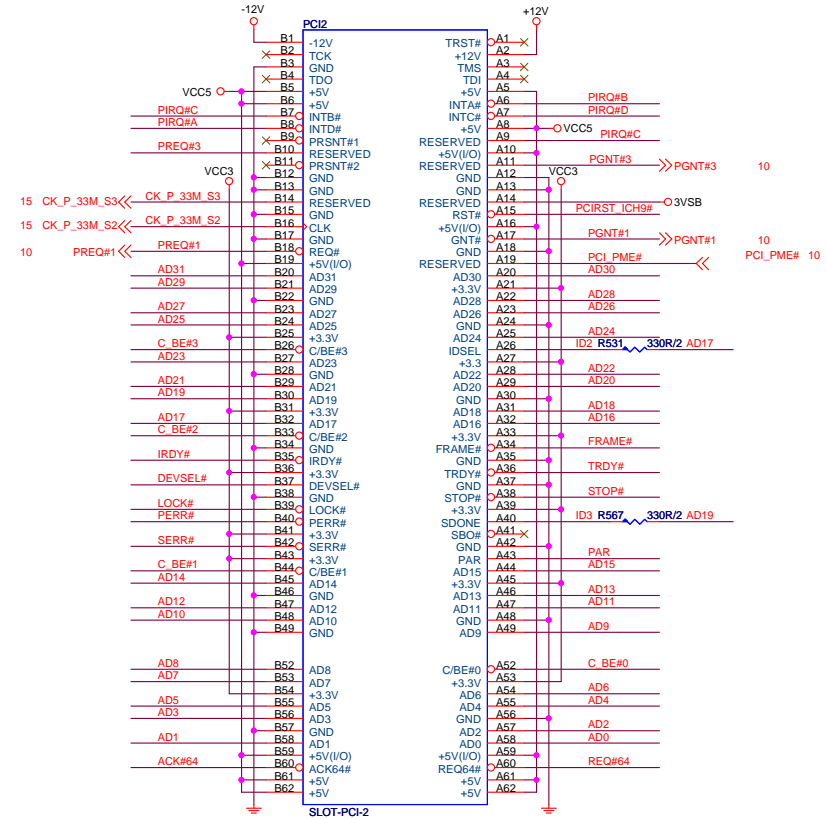 -12V +12V
PCI2
B1 -12V TRST# A1
B2 TCK +12V A2
B3 GND TMS A3
B4 TDO TDI A4
VCC5 B5 +5V +5V A5
B6 +5V INTA# A6 PIRQ#B
PIRQ#C B7 INTB# INTC# A7 PIRQ#D
PIRQ#A B8 INTD# +5V A8 VCC5
B9 PRSNT#1 RESERVED A9 PIRQ#C
PREQ#3 B10 RESERVED +5V(I/O) A10
B11 PRSNT#2 RESERVED A11 PGNT#3 PGNT#3 10
VCC3 B12 GND GND A12 VCC3
B13 GND GND A13
15 CK_P_33M_S3 CK_P_33M_S3 B14 RESERVED RESERVED A14 3VSB
B15 GND RST# A15 PCIRST_ICH9#
15 CK_P_33M_S2 CK_P_33M_S2 B16 CLK +5V(I/O) A16
B17 GND GNT# A17 PGNT#1 PGNT#1 10
10 PREQ#1 PREQ#1 B18 REQ# GND A18
B19 +5V(I/O) RESERVED A19 PCI_PME# PCI_PME# 10
AD31 B20 AD31 AD30 A20 AD30
AD29 B21 AD29 +3.3V A21
B22 GND AD28 A22 AD28
AD27 B23 AD27 AD26 A23 AD26
AD25 B24 AD25 GND A24
B25 +3.3V AD24 A25 AD24
C_BE#3 B26 C/BE#3 IDSEL A26 ID2 R531 330R/2 AD17
AD23 B27 AD23 +3.3 A27
B28 GND AD22 A28 AD22
AD21 B29 AD21 AD20 A29 AD20
AD19 B30 AD19 GND A30
B31 +3.3V AD18 A31 AD18
AD17 B32 AD17 AD16 A32 AD16
C_BE#2 B33 C/BE#2 +3.3V A33
B34 GND FRAME# A34 FRAME#
IRDY# B35 IRDY# GND A35
B36 +3.3V TRDY# A36 TRDY#
DEVSEL# B37 DEVSEL# GND A37
B38 GND STOP# A38 STOP#
LOCK# B39 LOCK# +3.3V A39
PERR# B40 PERR# SDONE A40 ID3 R567 330R/2 AD19
B41 +3.3V SBO# A41
SERR# B42 SERR# GND A42
B43 +3.3V PAR A43 PAR
C_BE#1 B44 C/BE#1 AD15 A44 AD15
AD14 B45 AD14 +3.3V A45
B46 GND AD13 A46 AD13
AD12 B47 AD12 AD11 A47 AD11
AD10 B48 AD10 GND A48
B49 GND AD9 A49 AD9
AD8 B52 AD8 C/BE#0 A52 C_BE#0
AD7 B53 AD7 +3.3V A53
B54 +3.3V AD6 A54 AD6
AD5 B55 AD5 AD4 A55 AD4
AD3 B56 AD3 GND A56
B57 GND AD2 A57 AD2
AD1 B58 AD1 AD0 A58 AD0
B59 +5V(I/O) +5V(I/O) A59
ACK#64 B60 ACK64# REQ64# A60 REQ#64
B61 +5V +5V A61
B62 +5V +5V A62
SLOT-PCI-2